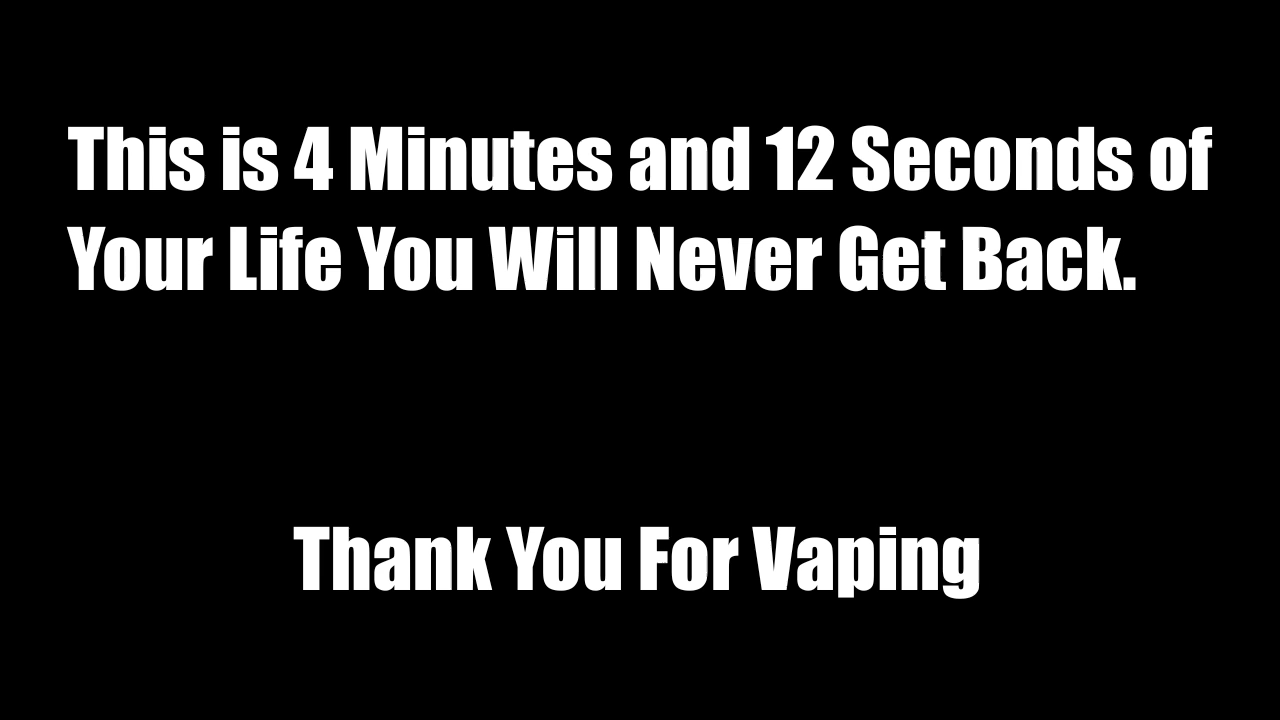 This is 4 Minutes and 12 Seconds of
Your Life You Will Never Get Back.
Thank You For Vaping